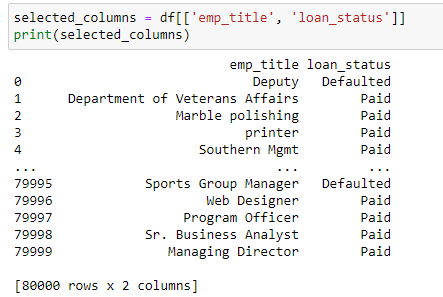 selected_columns = df[['emp_title', 'loan_status']]
print(selected_columns)
emp_title loan_status
0 Deputy Defaulted
1 Department of Veterans Affairs Paid
2 Marble polishing Paid
3 printer Paid
4 Southern Mgmt Paid
... ... ...
79995 Sports Group Manager Defaulted
79996 Web Designer Paid
79997 Program Officer Paid
79998 Sr. Business Analyst Paid
79999 Managing Director Paid
[80000 rows x 2 columns]